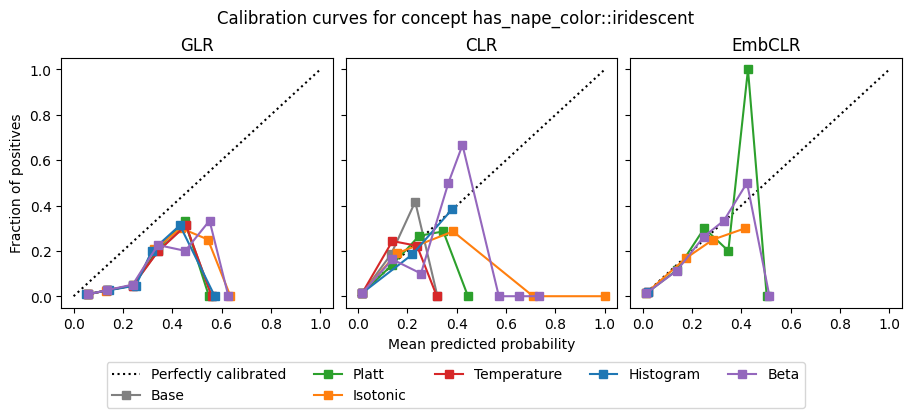 Calibration curves for concept has_nape_color::iridescent
GLR
CLR
EmbCLR
Fraction of positives
1.0
0.8
0.6
0.4
0.2
0.0
0.0 0.2 0.4 0.6 0.8 1.0
0.0 0.2 0.4 0.6 0.8 1.0
0.0 0.2 0.4 0.6 0.8 1.0
Mean predicted probability
Perfectly calibrated
Base
Platt
Isotonic
Temperature
Histogram
Beta